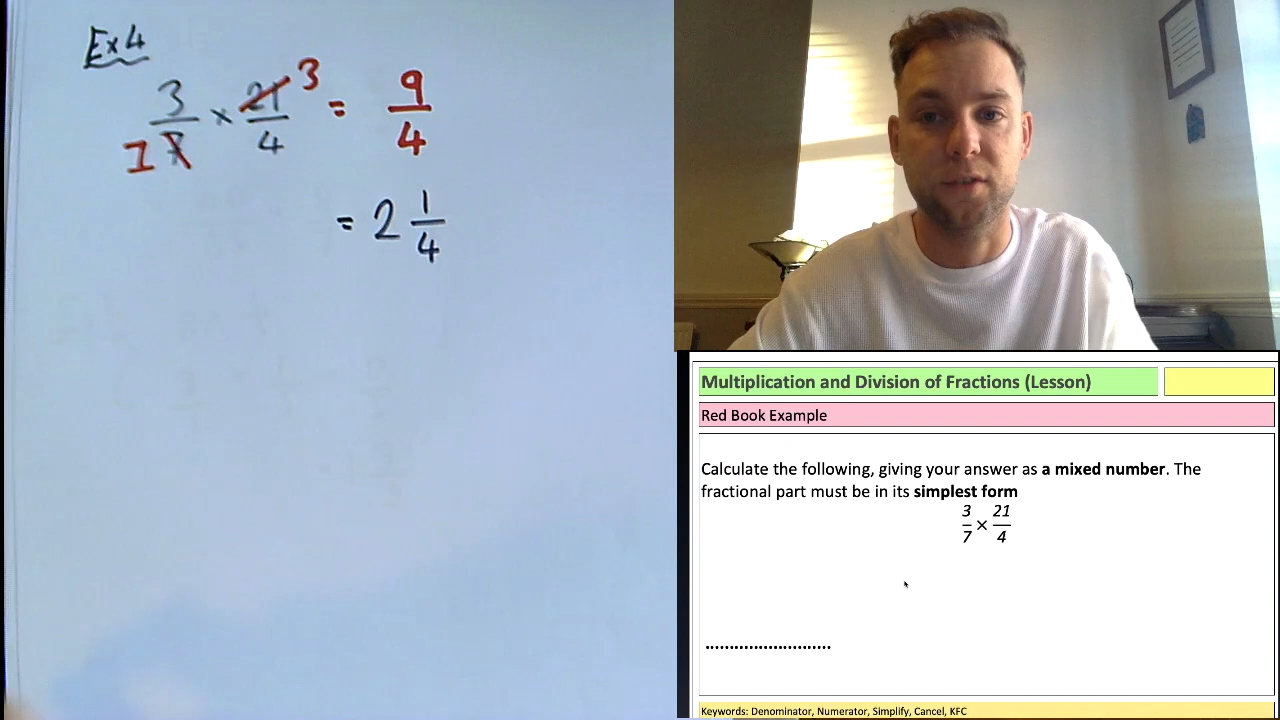 Ex 4
3/7 × 21/4 3 = 9/4
1
= 2 1/4
Multiplication and Division of Fractions (Lesson)
Red Book Example
Calculate the following, giving your answer as a mixed number. The
fractional part must be in its simplest form
3/7 × 21/4
..........................
Keywords: Denominator, Numerator, Simplify, Cancel, KFC